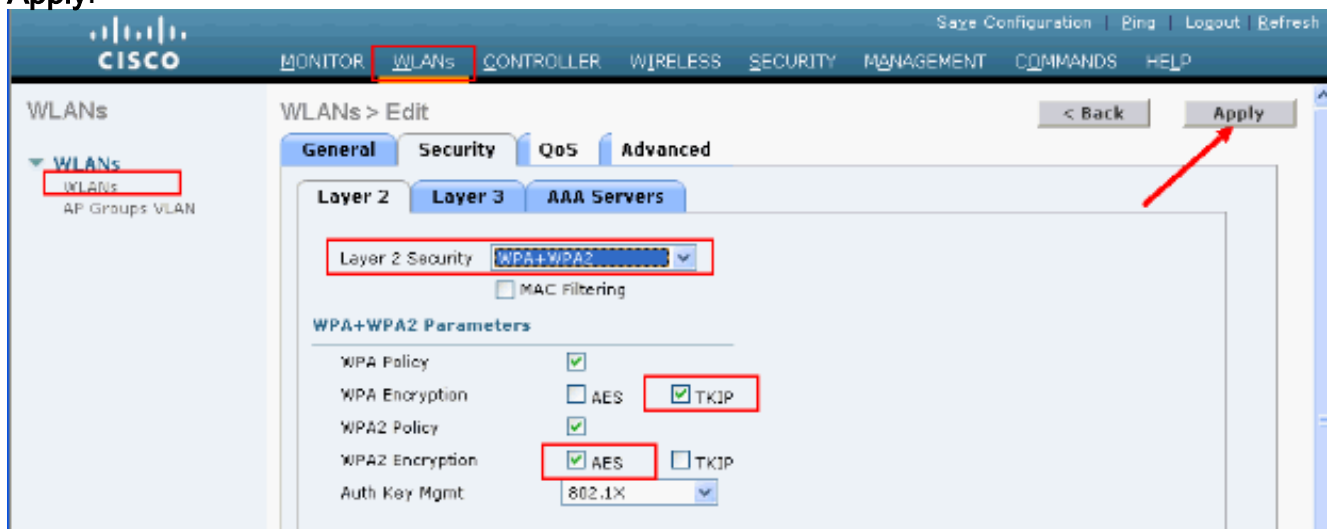 Apply.
Save Configuration | Ping | Logout | Refresh
CISCO
MONITOR WLANs CONTROLLER WIRELESS SECURITY MANAGEMENT COMMANDS HELP
WLANs
WLANs > Edit
< Back
Apply
General Security QoS Advanced
WLANs
WLANs
AP Groups VLAN
Layer 2 Layer 3 AAA Servers
Layer 2 Security WPA+WPA2
MAC Filtering
WPA+WPA2 Parameters
WPA Policy
WPA Encryption AES TKIP
WPA2 Policy
WPA2 Encryption AES TKIP
Auth Key Mgmt 802.1X